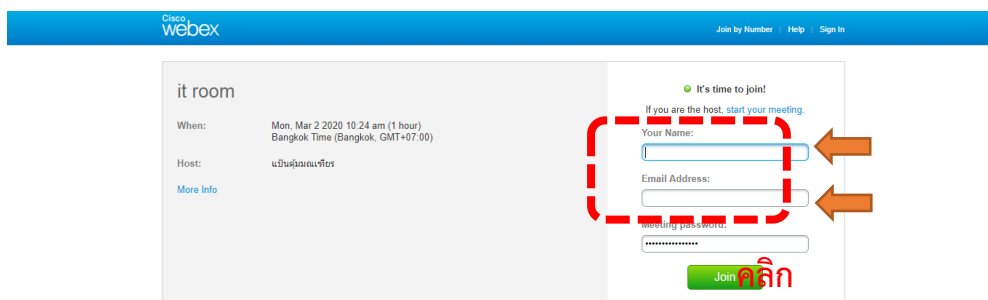 Cisco
webex
Join by Number | Help | Sign In
it room
When: Mon, Mar 2 2020 10:24 am (1 hour)
Bangkok Time (Bangkok, GMT+07:00)
Host: แป้นตุ้มมณเฑียร
More Info
It's time to join!
If you are the host, start your meeting.
Your Name:
Email Address:
Meeting password:
Join
คลิก